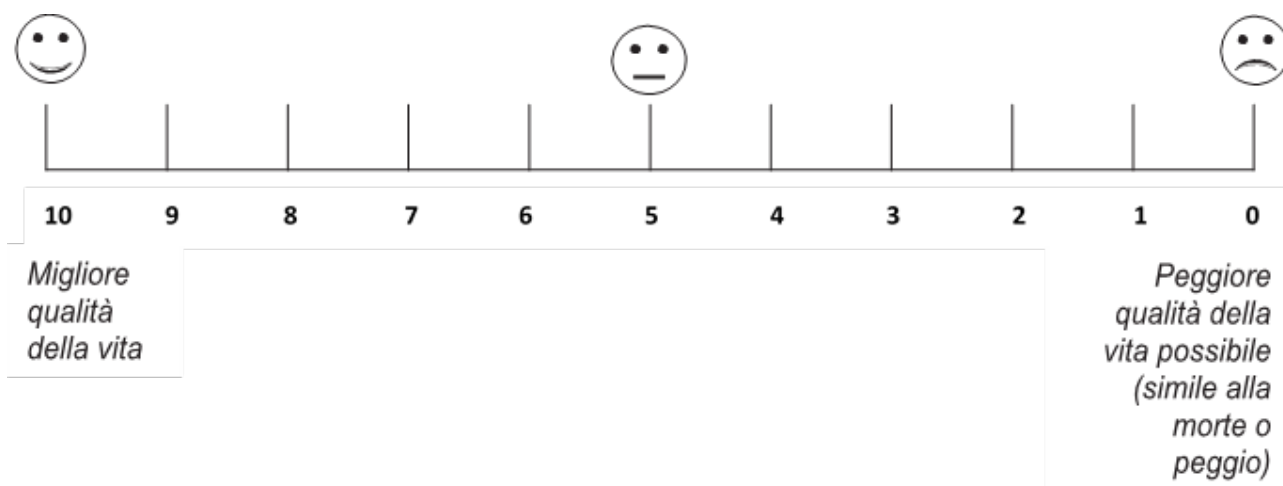 10 9 8 7 6 5 4 3 2 1 0
Migliore
qualità
della vita
Peggiore
qualità della
vita possibile
(simile alla
morte o
peggio)